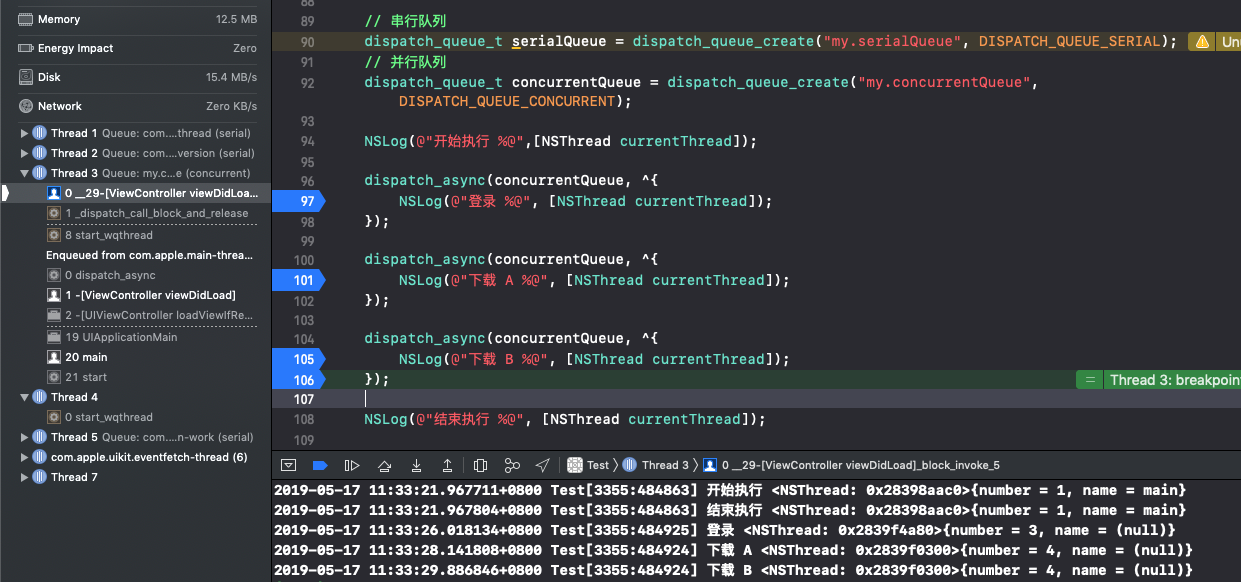 Memory 12.5 MB
Energy Impact Zero
Disk 15.4 MB/s
Network Zero KB/s
Thread 1 Queue: com....thread (serial)
Thread 2 Queue: com....version (serial)
Thread 3 Queue: my.c...e (concurrent)
0 __29-[ViewController viewDidLoa...
1 _dispatch_call_block_and_release
8 start_wqthread
Enqueued from com.apple.main-threa...
0 dispatch_async
1 -[ViewController viewDidLoad]
2 -[UIViewController loadViewIfRe...
19 UIApplicationMain
20 main
21 start
Thread 4
0 start_wqthread
Thread 5 Queue: com....n-work (serial)
com.apple.uikit.eventfetch-thread (6)
Thread 7
88
89 // 串行队列
90 dispatch_queue_t serialQueue = dispatch_queue_create("my.serialQueue", DISPATCH_QUEUE_SERIAL); Un
91 // 并行队列
92 dispatch_queue_t concurrentQueue = dispatch_queue_create("my.concurrentQueue",
DISPATCH_QUEUE_CONCURRENT);
93
94 NSLog(@"开始执行 %@",[NSThread currentThread]);
95
96 dispatch_async(concurrentQueue, ^{
97 NSLog(@"登录 %@", [NSThread currentThread]);
98 });
99
100 dispatch_async(concurrentQueue, ^{
101 NSLog(@"下载 A %@", [NSThread currentThread]);
102 });
103
104 dispatch_async(concurrentQueue, ^{
105 NSLog(@"下载 B %@", [NSThread currentThread]);
106 }); = Thread 3: breakpoin
107
108 NSLog(@"结束执行 %@", [NSThread currentThread]);
109
Test Thread 3 0 __29-[ViewController viewDidLoad]_block_invoke_5
2019-05-17 11:33:21.967711+0800 Test[3355:484863] 开始执行 <NSThread: 0x28398aac0>{number = 1, name = main}
2019-05-17 11:33:21.967804+0800 Test[3355:484863] 结束执行 <NSThread: 0x28398aac0>{number = 1, name = main}
2019-05-17 11:33:26.018134+0800 Test[3355:484925] 登录 <NSThread: 0x2839f4a80>{number = 3, name = (null)}
2019-05-17 11:33:28.141808+0800 Test[3355:484924] 下载 A <NSThread: 0x2839f0300>{number = 4, name = (null)}
2019-05-17 11:33:29.886846+0800 Test[3355:484924] 下载 B <NSThread: 0x2839f0300>{number = 4, name = (null)}